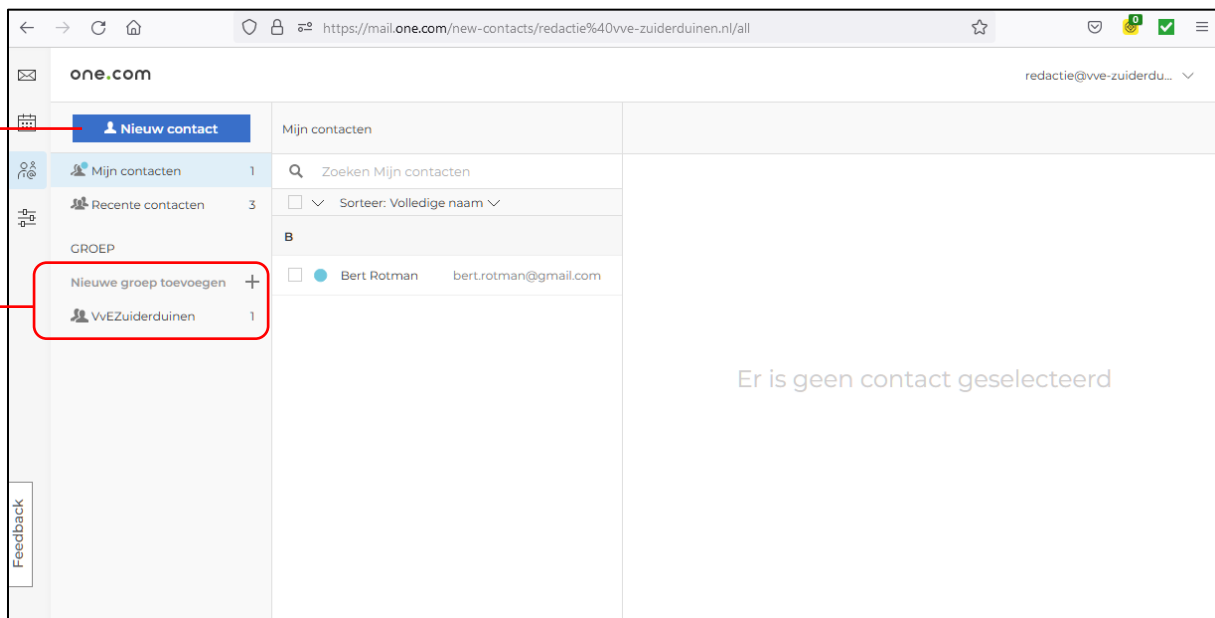 https://mail.one.com/new-contacts/redactie%40vve-zuiderduinen.nl/all
0
one.com
redactie@vve-zuiderdu...
Nieuw contact
Mijn contacten
Mijn contacten 1
Zoeken Mijn contacten
Recente contacten 3
Sorteer: Volledige naam
GROEP
B
Nieuwe groep toevoegen +
Bert Rotman bert.rotman@gmail.com
VvEZuiderduinen 1
Er is geen contact geselecteerd
Feedback